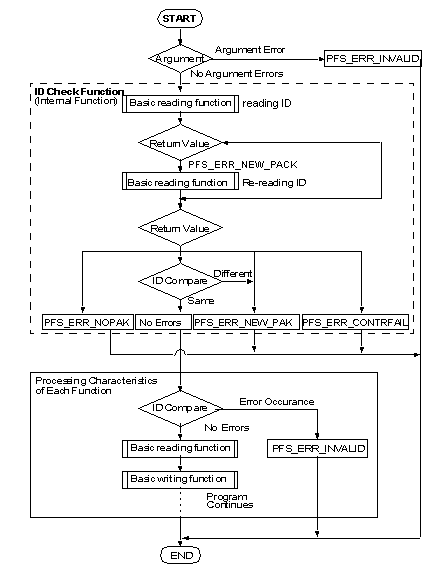 START
Argument Error
Argument
PFS_ERR_INVALID
No Argument Errors
ID Check Function
(Internal Function)
Basic reading function
reading ID
Return Value
PFS_ERR_NEW_PACK
Basic reading function
Re-reading ID
Return Value
ID Compare
Different
Same
PFS_ERR_NOPAK
No Errors
PFS_ERR_NEW_PAK
PFS_ERR_CONTRFAIL
Processing Characteristics
of Each Function
ID Compare
Error Occurance
No Errors
Basic reading function
PFS_ERR_INVALID
Basic writing function
Program
Continues
END